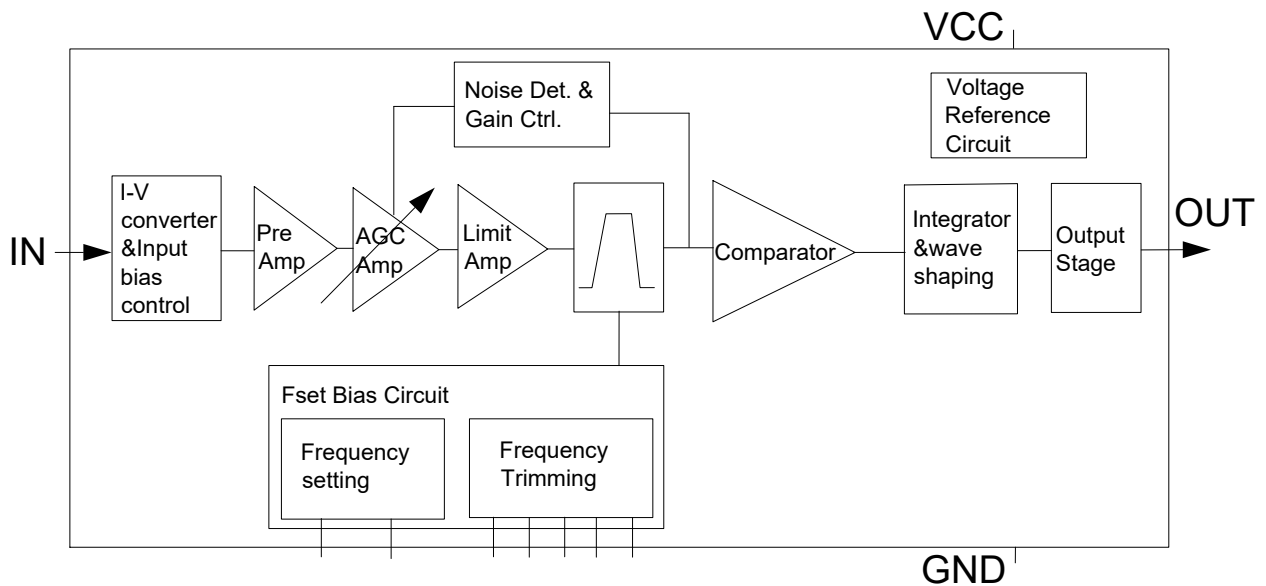 VCC
Noise Det. &
Gain Ctrl.
Voltage
Reference
Circuit
IN
I-V
converter
&Input
bias
control
Pre
Amp
AGC
Amp
Limit
Amp
Comparator
Integrator
&wave
shaping
Output
Stage
OUT
Fset Bias Circuit
Frequency
setting
Frequency
Trimming
GND